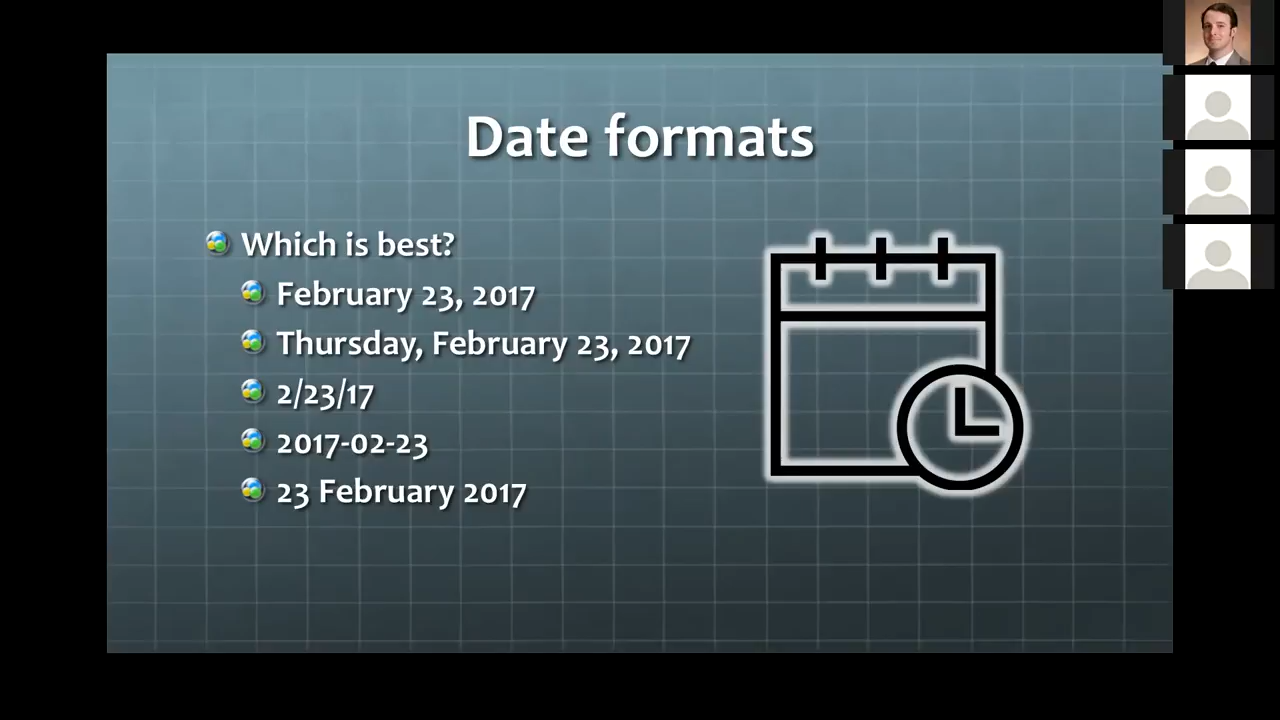 Date formats
Which is best?
February 23, 2017
Thursday, February 23, 2017
2/23/17
2017-02-23
23 February 2017